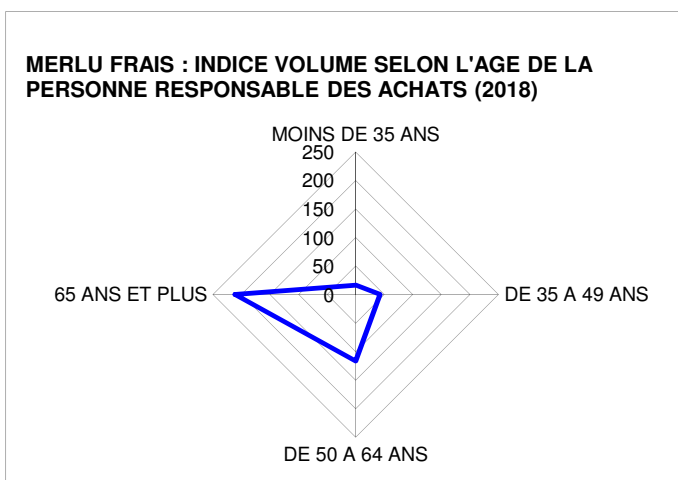 MERLU FRAIS : INDICE VOLUME SELON L'AGE DE LA
PERSONNE RESPONSABLE DES ACHATS (2018)
MOINS DE 35 ANS
250
200
150
100
50
0
65 ANS ET PLUS
DE 35 A 49 ANS
DE 50 A 64 ANS